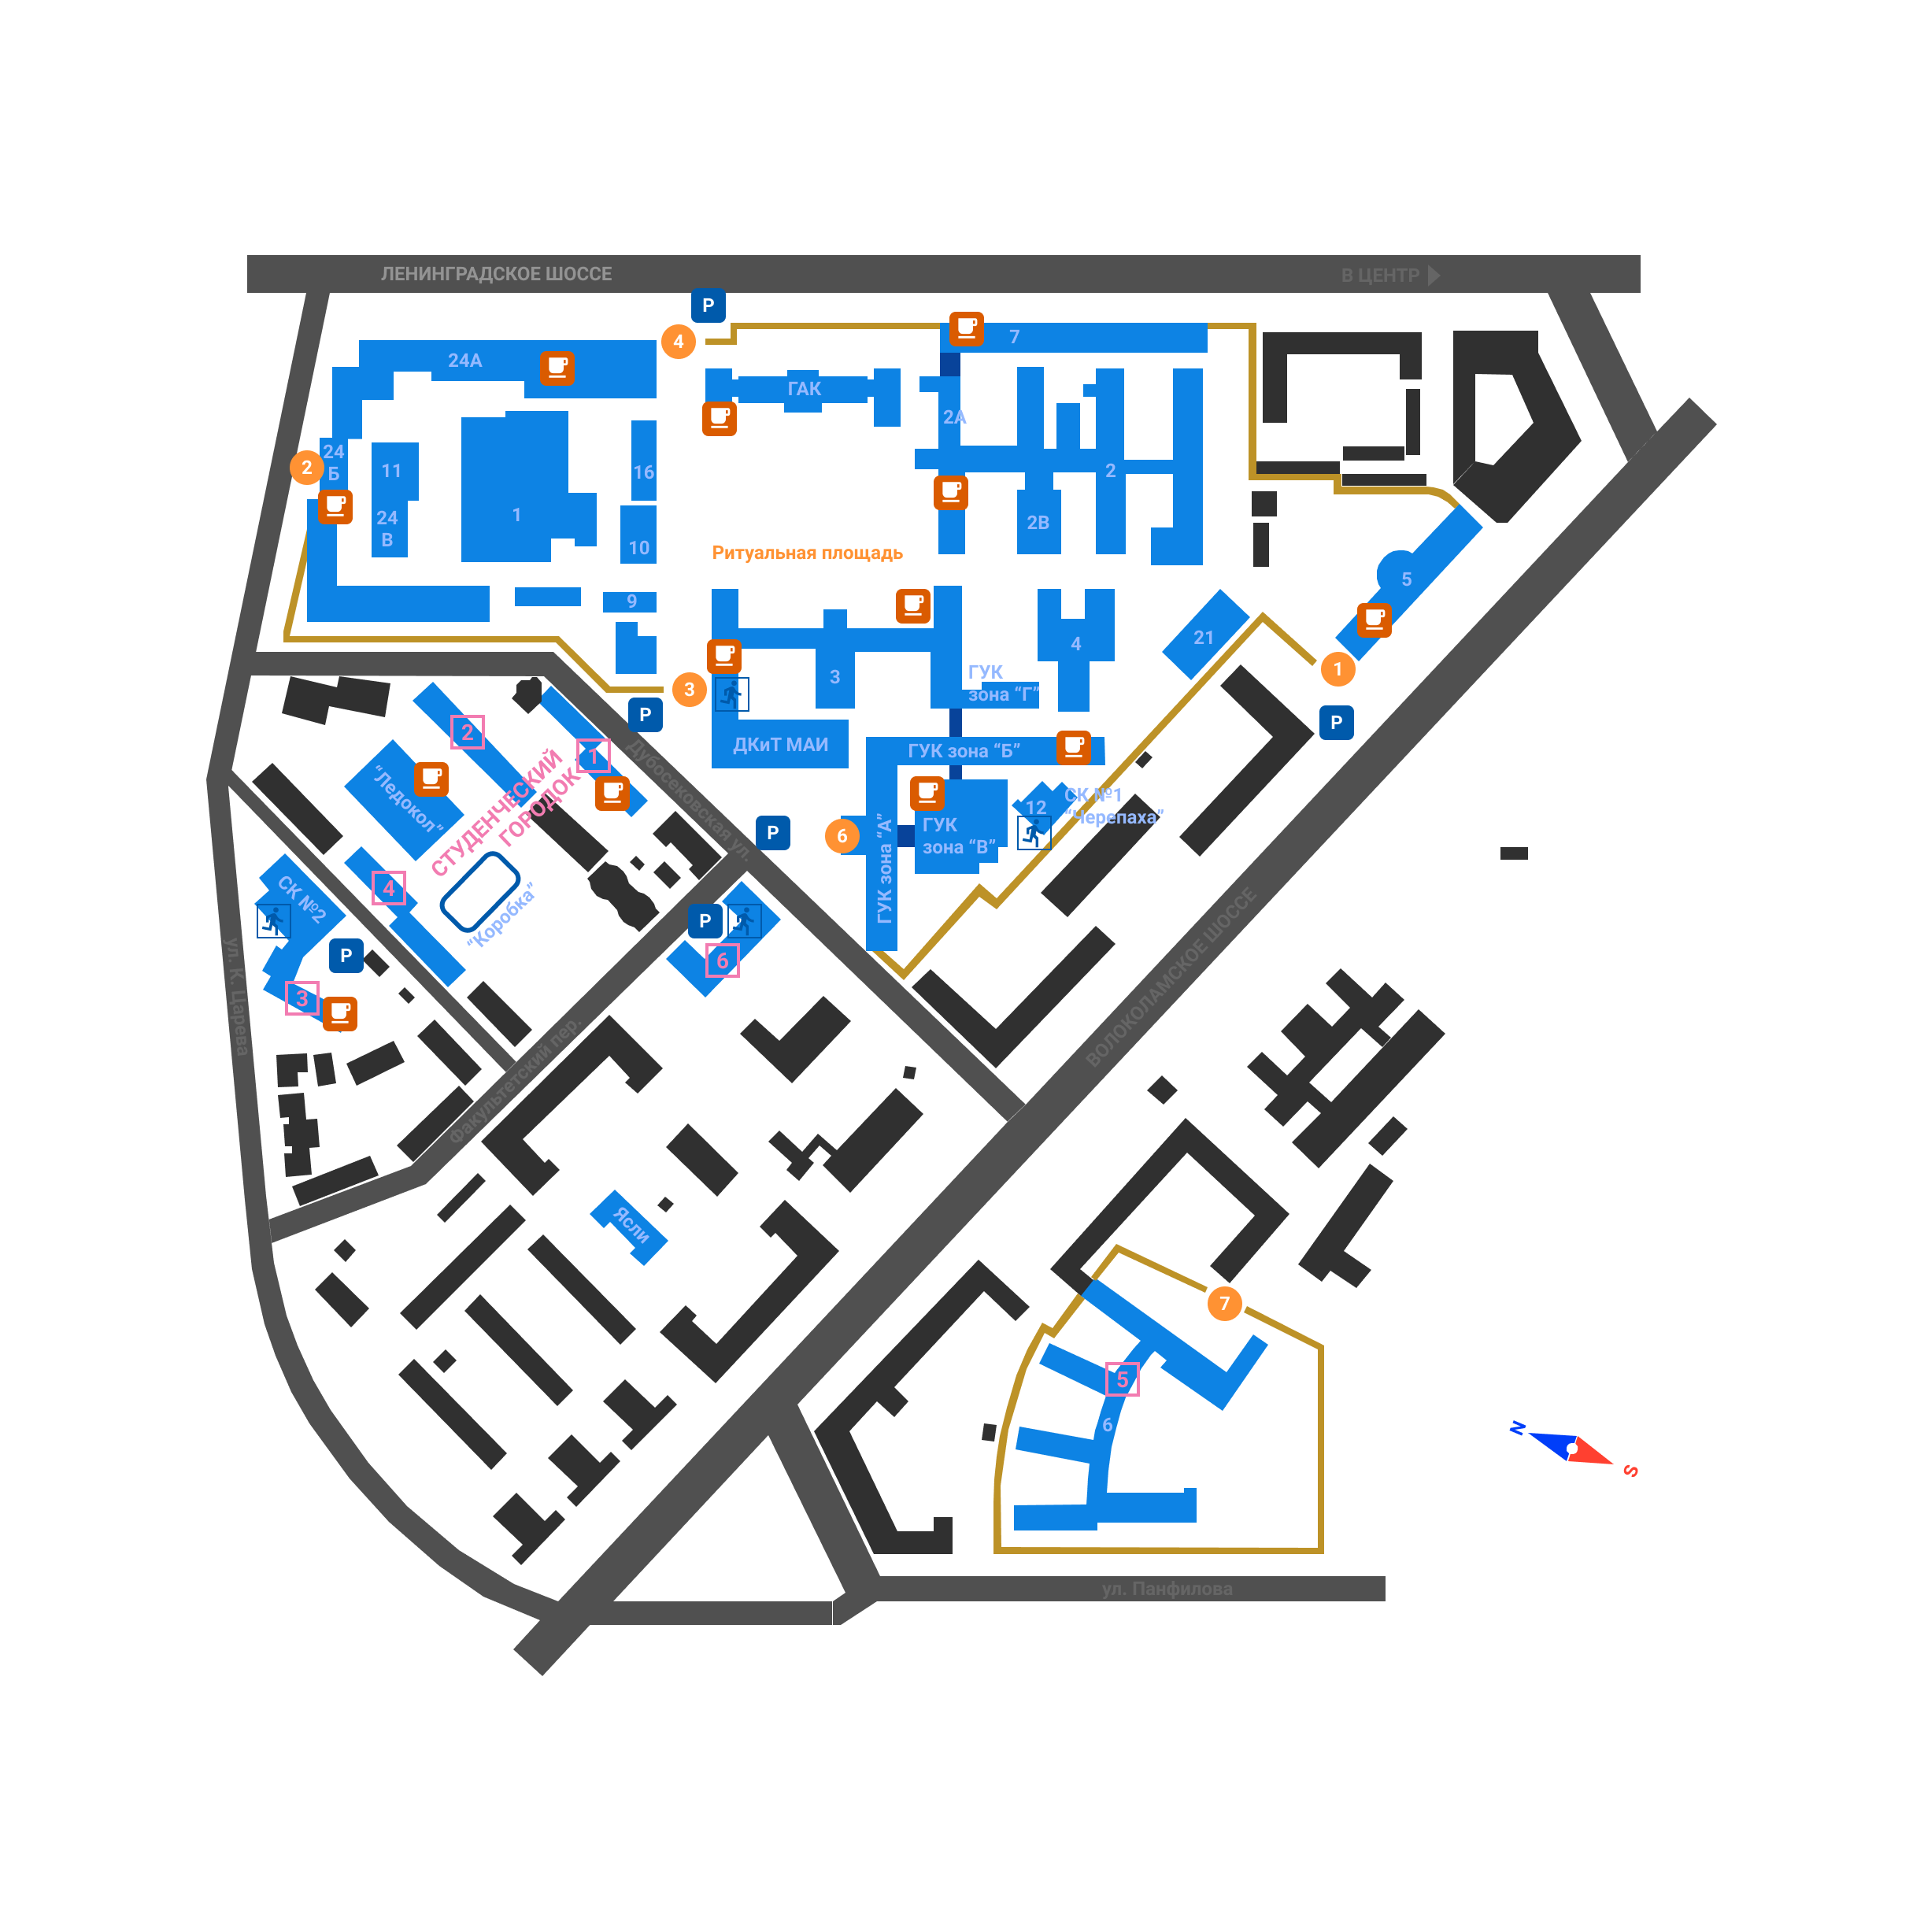 ЛЕНИНГРАДСКОЕ ШОССЕ
В ЦЕНТР
P
4
7
24А
ГАК
2А
2
24
Б
11
16
2
1
24
В
10
2В
Ритуальная площадь
5
9
21
4
3
1
ГУК
зона “Г”
3
P
P
2
1
ДКиТ МАИ
ГУК зона “Б”
“Ледокол”
СТУДЕНЧЕСКИЙ
ГОРОДОК
Дубосековская ул.
12
СК №1
“Черепаха”
P
6
ГУК зона “А”
ГУК
зона “В”
4
СК №2
“Коробка”
P
6
P
3
ул. К. Царева
ВОЛОКОЛАМСКОЕ ШОССЕ
Факультетский пер.
Ясли
7
5
6
N
S
ул. Панфилова